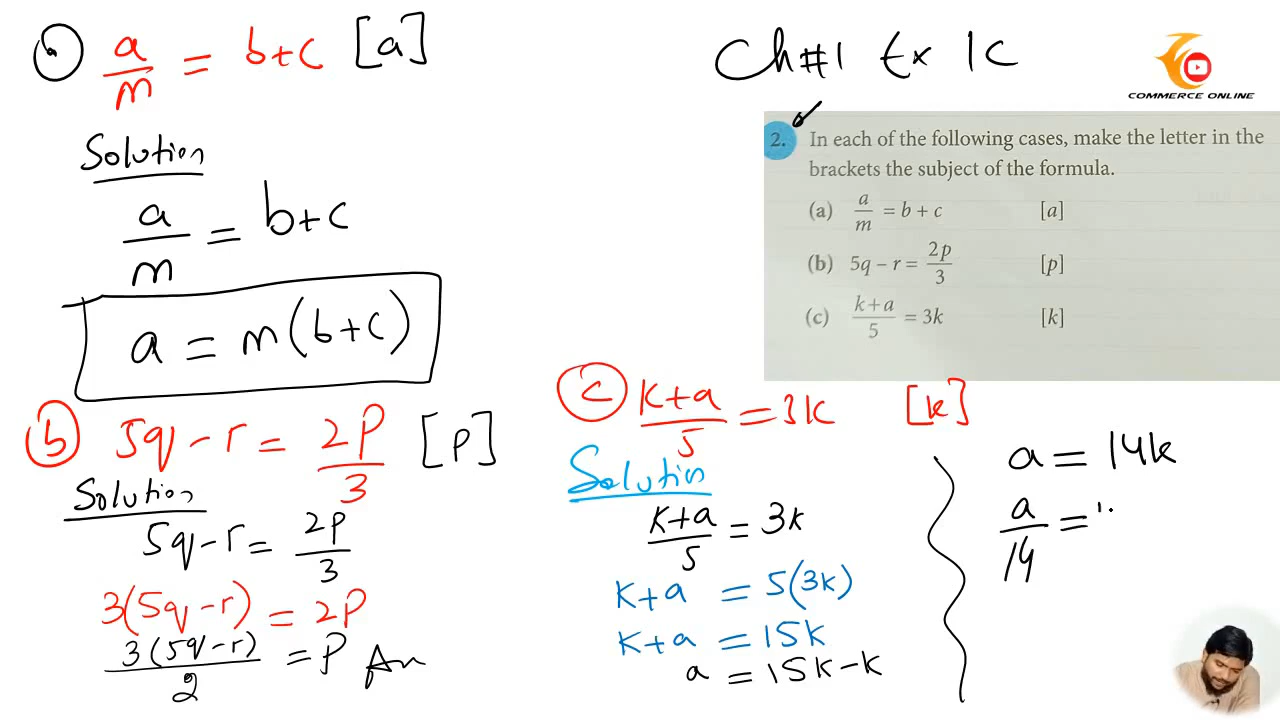 a) a/m = b+c [a]
Solution
a/m = b+c
a = m(b+c)
b) 5q-r = 2P/3 [P]
Solution
5q-r = 2P/3
3(5q-r) = 2P
3(5q-r)/2 = P An
Ch#1 Ex 1C
COMMERCE ONLINE
2. In each of the following cases, make the letter in the
brackets the subject of the formula.
(a) a/m = b + c [a]
(b) 5q − r = 2p/3 [p]
(c) k + a/5 = 3k [k]
c) k+a/5 = 3k [k]
Solution
k+a/5 = 3k
k+a = 5(3k)
k+a = 15k
a = 15k-k
a = 14k
a/14 =